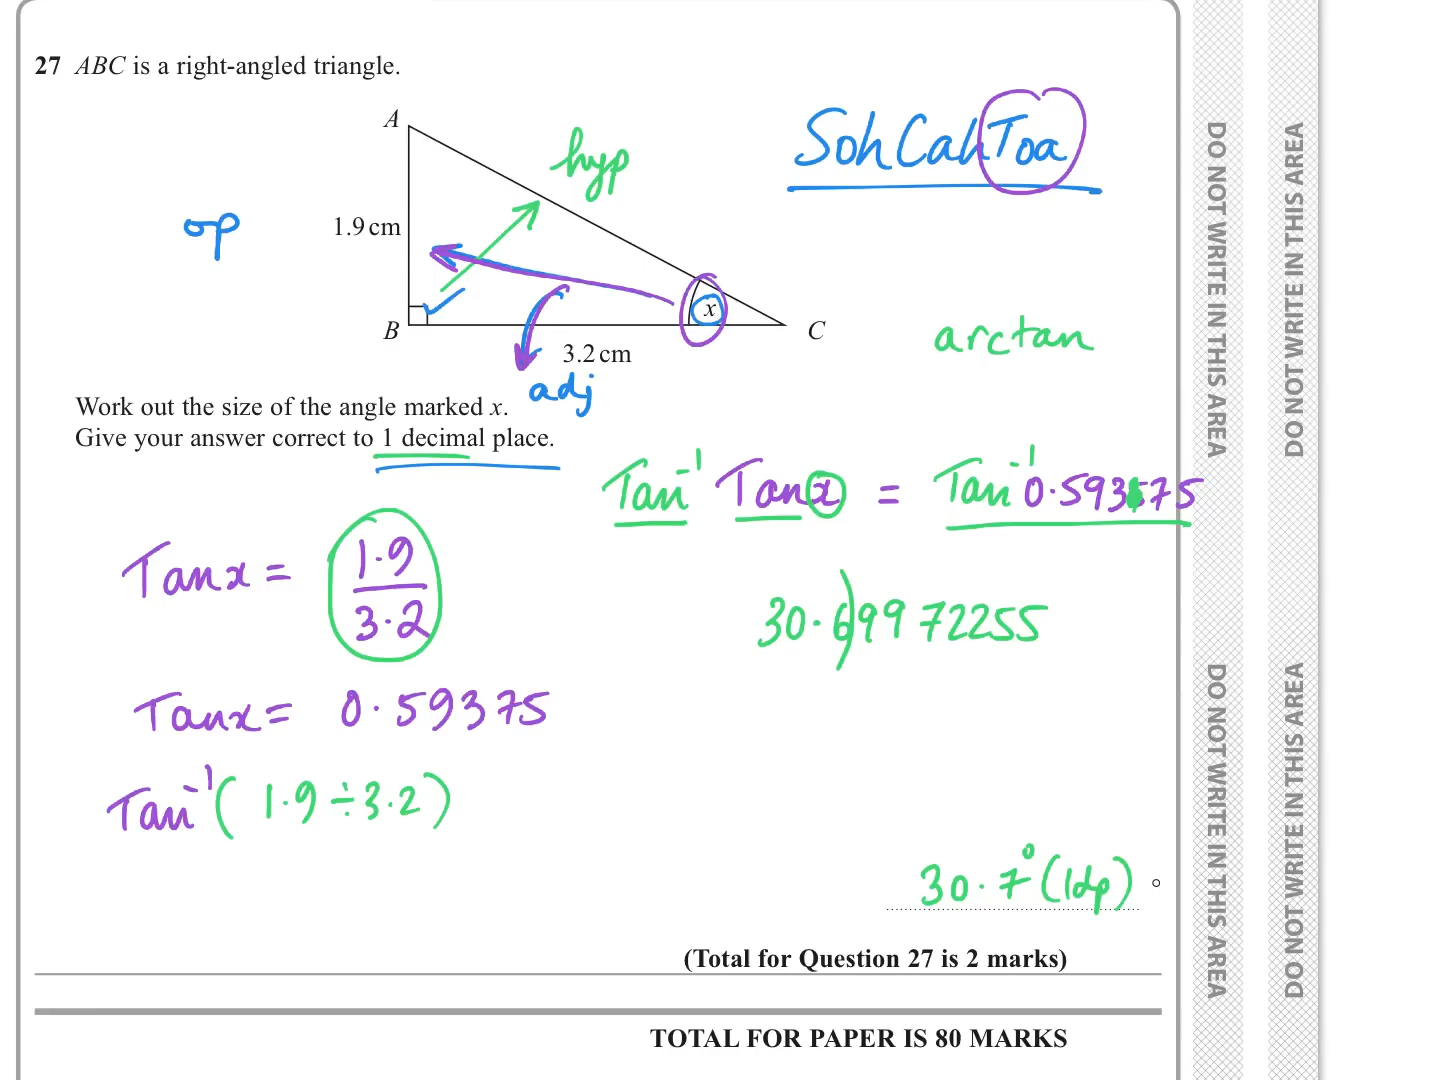 27 ABC is a right-angled triangle.
A
hyp
SohCahToa
op
1.9 cm
x
B
C
3.2 cm
arctan
adj
Work out the size of the angle marked x.
Give your answer correct to 1 decimal place.
Tan⁻¹ Tan x = Tan⁻¹ 0.59375
Tan x = 1.9
3.2
30.699 72255
Tan x = 0.59375
Tan⁻¹ ( 1.9 ÷ 3.2 )
30.7° (1dp) °
(Total for Question 27 is 2 marks)
TOTAL FOR PAPER IS 80 MARKS
DO NOT WRITE IN THIS AREA
DO NOT WRITE IN THIS AREA
DO NOT WRITE IN THIS AREA
DO NOT WRITE IN THIS AREA